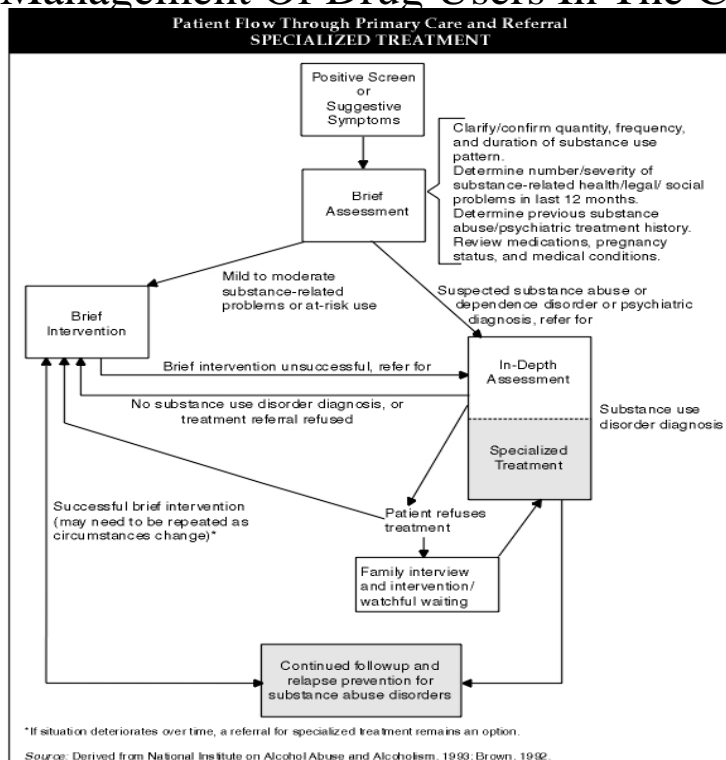 Management Of Drug Users In The C
Patient Flow Through Primary Care and Referral
SPECIALIZED TREATMENT
Positive Screen
or
Suggestive
Symptoms
Clarify/confirm quantity, frequency,
and duration of substance use
pattern.
Determine number/severity of
substance-related health/legal/ social
problems in last 12 months.
Determine previous substance
abuse/psychiatric treatment history.
Review medications, pregnancy
status, and medical conditions.
Brief
Assessment
Mild to moderate
substance-related
problems or at-risk use
Suspected substance abuse or
dependence disorder or psychiatric
diagnosis, refer for
Brief
Intervention
Brief intervention unsuccessful, refer for
No substance use disorder diagnosis, or
treatment referral refused
In-Depth
Assessment
Specialized
Treatment
Substance use
disorder diagnosis
Successful brief intervention
(may need to be repeated as
circumstances change)*
Patient refuses
treatment
Family interview
and intervention/
watchful waiting
Continued followup and
relapse prevention for
substance abuse disorders
*If situation deteriorates over time, a referral for specialized treatment remains an option.
Source: Derived from National Institute on Alcohol Abuse and Alcoholism, 1993; Brown, 1992.